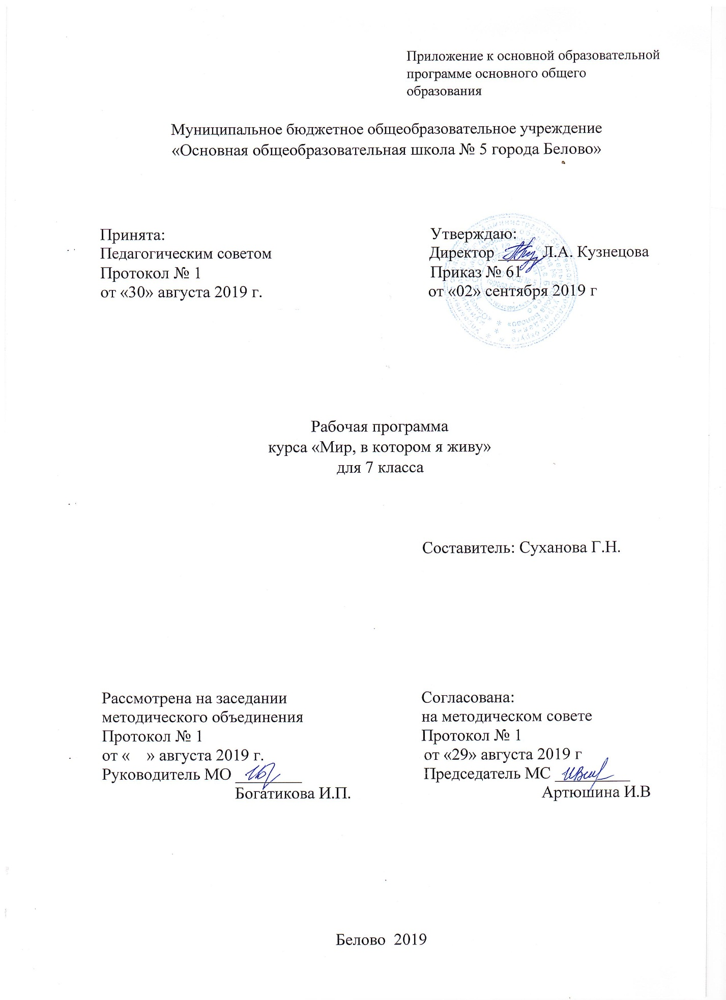 Приложение к основной образовательной
программе основного общего
образования
Муниципальное бюджетное общеобразовательное учреждение
«Основная общеобразовательная школа № 5 города Белово»
Принята:
Педагогическим советом
Протокол № 1
от «30» августа 2019 г.
Утверждаю:
Директор ______ Л.А. Кузнецова
Приказ № 61
от «02» сентября 2019 г
Рабочая программа
курса «Мир, в котором я живу»
для 7 класса
Составитель: Суханова Г.Н.
Рассмотрена на заседании
методического объединения
Протокол № 1
от « » августа 2019 г.
Руководитель МО ________
Богатикова И.П.
Согласована:
на методическом совете
Протокол № 1
от «29» августа 2019 г
Председатель МС _________
Артюшина И.В
Белово 2019